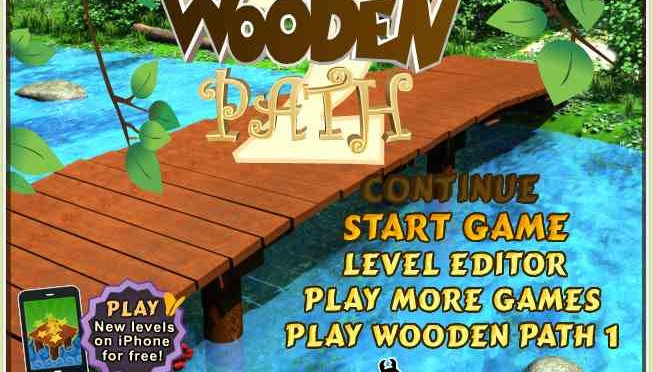 WOODEN
PATH
2
CONTINUE
START GAME
LEVEL EDITOR
PLAY MORE GAMES
PLAY WOODEN PATH 1
PLAY
New levels
on iPhone
for free!